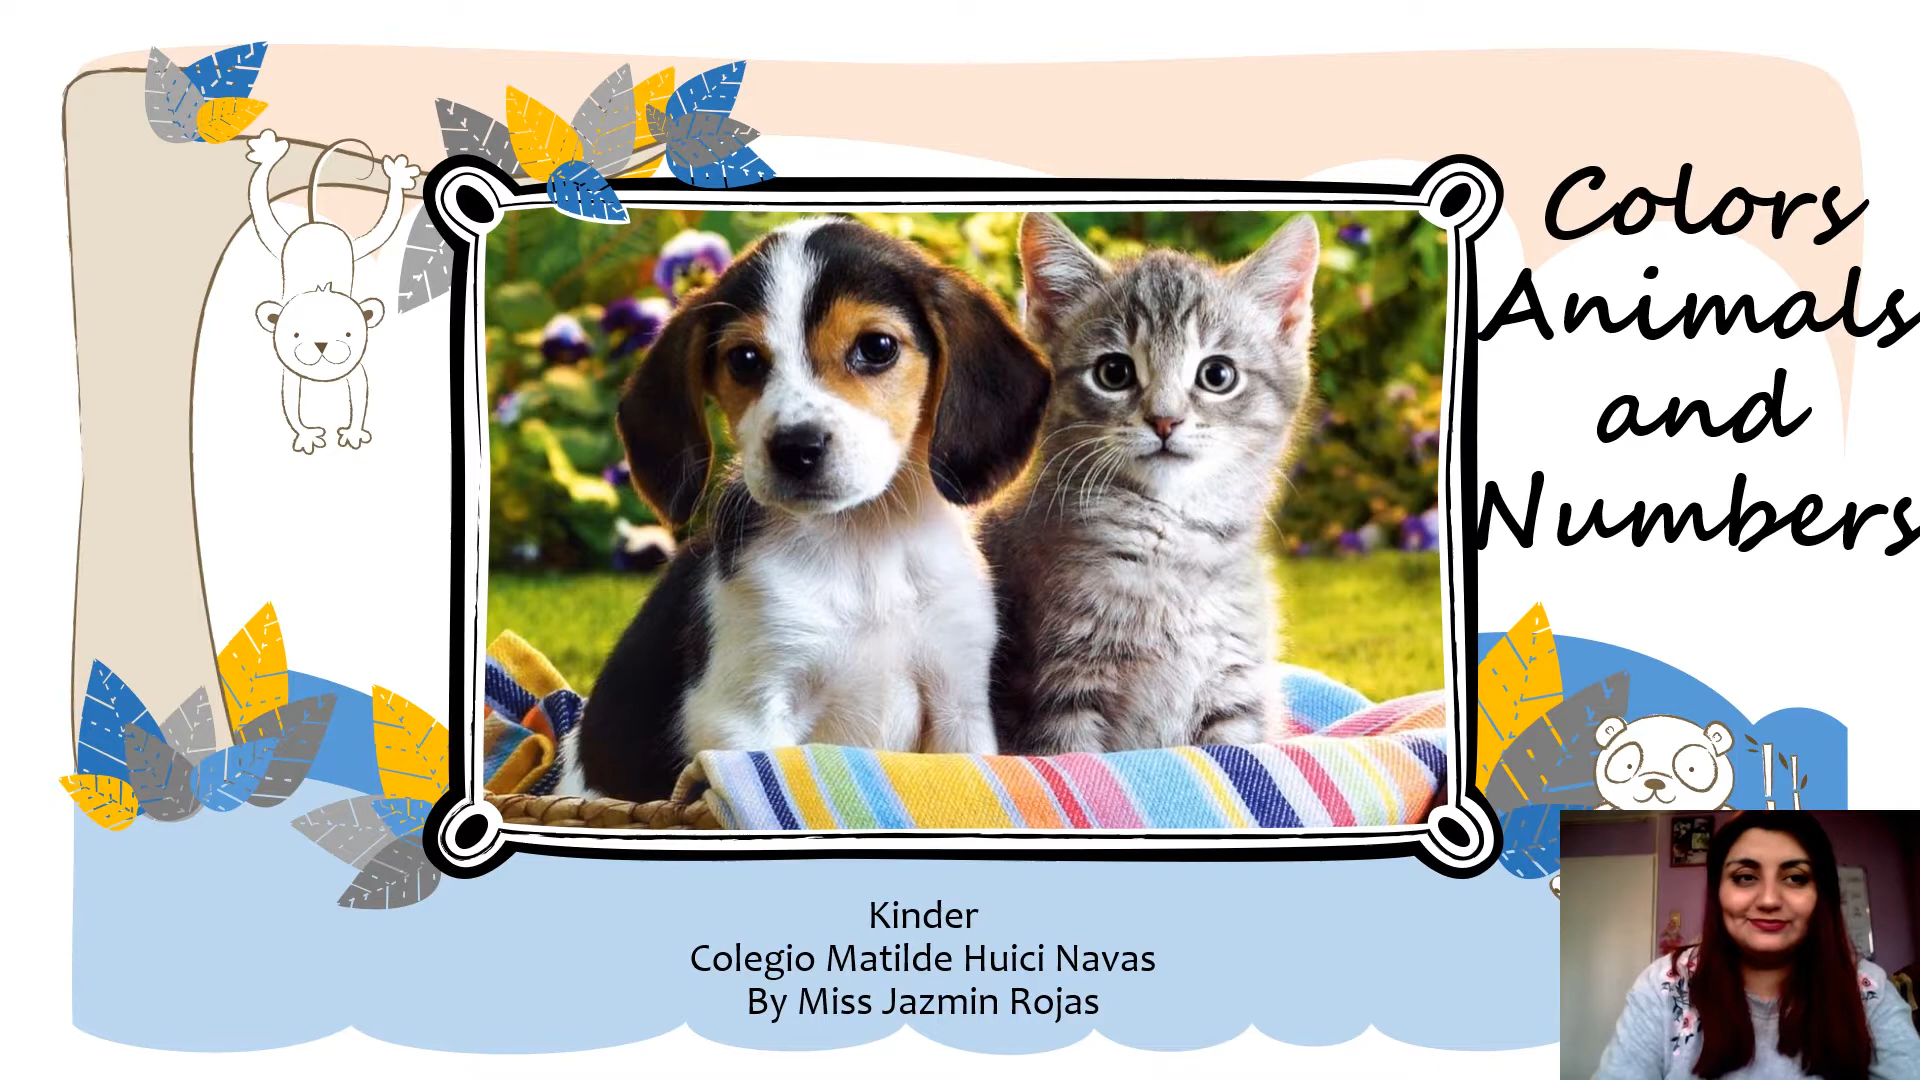 Colors
Animals
and
Numbers
Kinder
Colegio Matilde Huici Navas
By Miss Jazmin Rojas